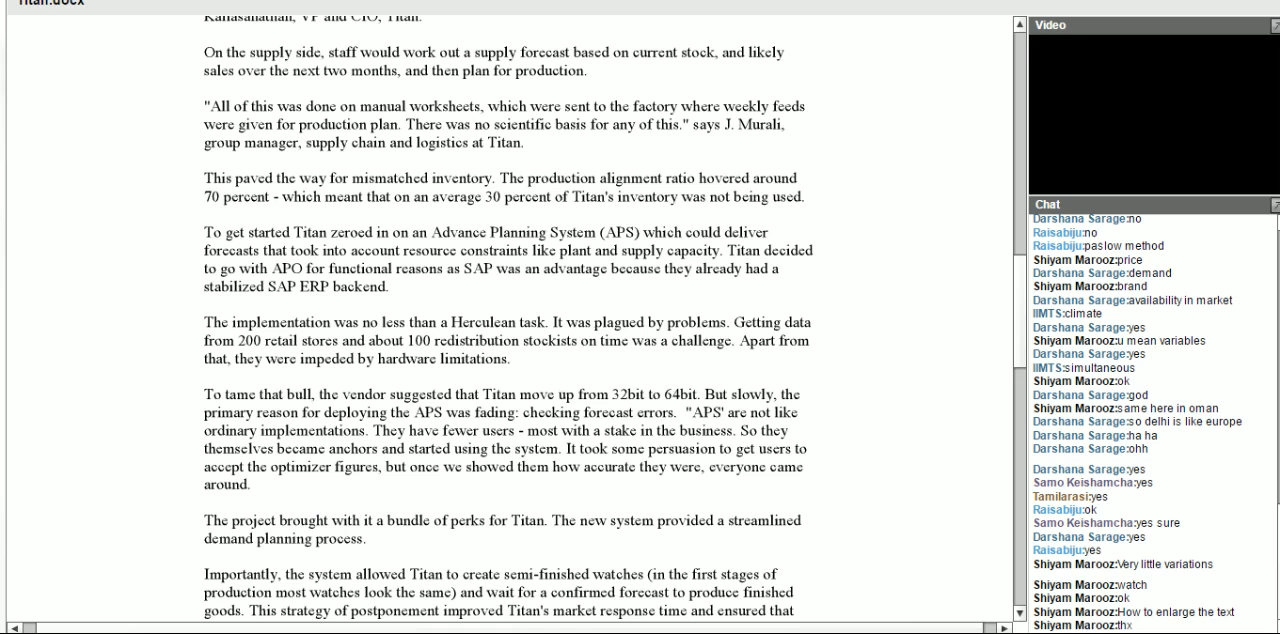 Titan.docx
Kanasanathan, VP and CIO, Titan.
On the supply side, staff would work out a supply forecast based on current stock, and likely
sales over the next two months, and then plan for production.
"All of this was done on manual worksheets, which were sent to the factory where weekly feeds
were given for production plan. There was no scientific basis for any of this." says J. Murali,
group manager, supply chain and logistics at Titan.
This paved the way for mismatched inventory. The production alignment ratio hovered around
70 percent - which meant that on an average 30 percent of Titan's inventory was not being used.
To get started Titan zeroed in on an Advance Planning System (APS) which could deliver
forecasts that took into account resource constraints like plant and supply capacity. Titan decided
to go with APO for functional reasons as SAP was an advantage because they already had a
stabilized SAP ERP backend.
The implementation was no less than a Herculean task. It was plagued by problems. Getting data
from 200 retail stores and about 100 redistribution stockists on time was a challenge. Apart from
that, they were impeded by hardware limitations.
To tame that bull, the vendor suggested that Titan move up from 32bit to 64bit. But slowly, the
primary reason for deploying the APS was fading: checking forecast errors. "APS' are not like
ordinary implementations. They have fewer users - most with a stake in the business. So they
themselves became anchors and started using the system. It took some persuasion to get users to
accept the optimizer figures, but once we showed them how accurate they were, everyone came
around.
The project brought with it a bundle of perks for Titan. The new system provided a streamlined
demand planning process.
Importantly, the system allowed Titan to create semi-finished watches (in the first stages of
production most watches look the same) and wait for a confirmed forecast to produce finished
goods. This strategy of postponement improved Titan's market response time and ensured that
Video
Chat
Darshana Sarage:no
Raisabiju:no
Raisabiju:paslow method
Shiyam Marooz:price
Darshana Sarage:demand
Shiyam Marooz:brand
Darshana Sarage:availability in market
IIMTS:climate
Darshana Sarage:yes
Shiyam Marooz:u mean variables
Darshana Sarage:yes
IIMTS:simultaneous
Shiyam Marooz:ok
Darshana Sarage:god
Shiyam Marooz:same here in oman
Darshana Sarage:so delhi is like europe
Darshana Sarage:ha ha
Darshana Sarage:ohh
Darshana Sarage:yes
Samo Keishamcha:yes
Tamilarasi:yes
Raisabiju:ok
Samo Keishamcha:yes sure
Darshana Sarage:yes
Raisabiju:yes
Shiyam Marooz:Very little variations
Shiyam Marooz:watch
Shiyam Marooz:ok
Shiyam Marooz:How to enlarge the text
Shiyam Marooz:thx